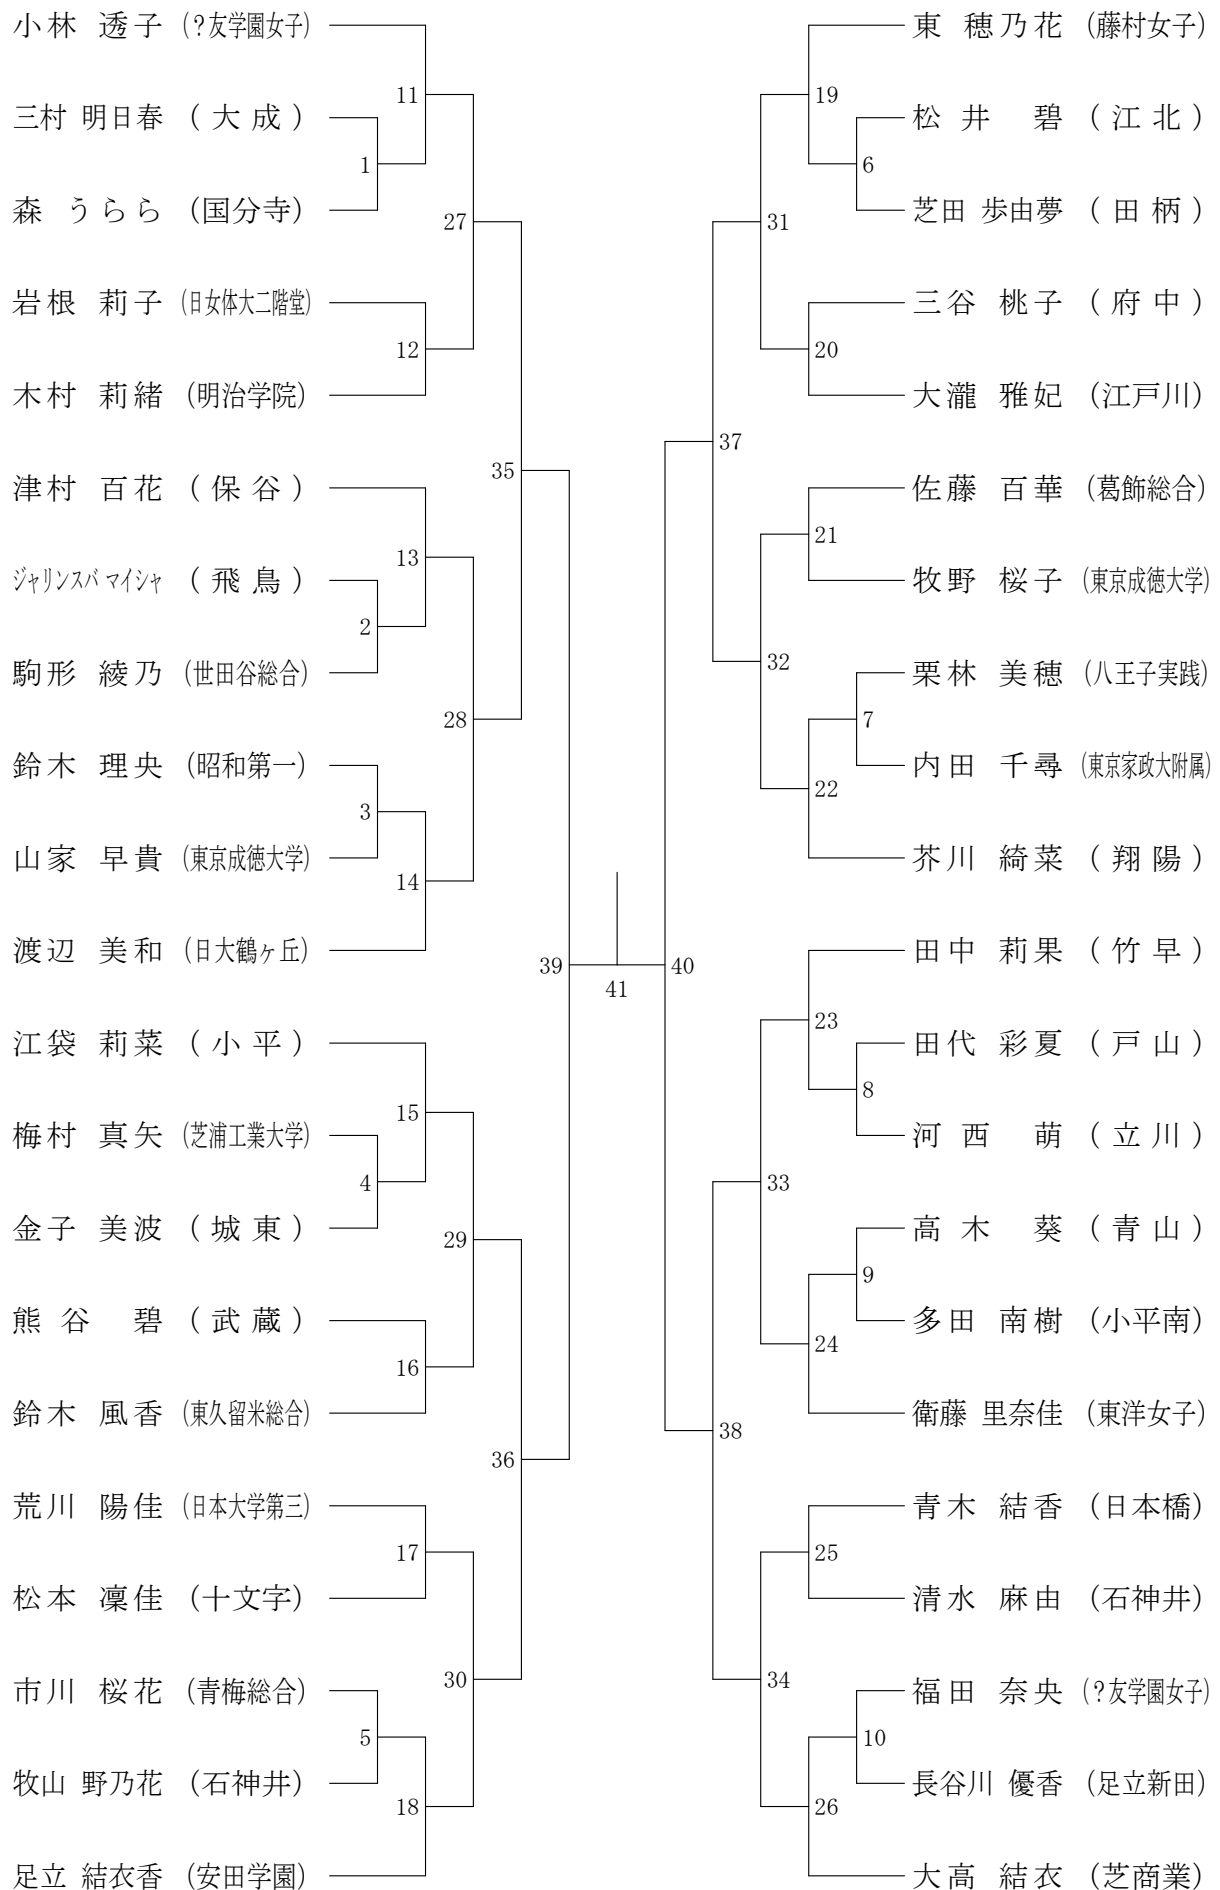 小林 透子 (?友学園女子)
三村 明日春 (大成)
森 うらら (国分寺)
岩根 莉子 (日女体大二階堂)
木村 莉緒 (明治学院)
津村 百花 (保谷)
ジャリンスバ マイシャ (飛鳥)
駒形 綾乃 (世田谷総合)
鈴木 理央 (昭和第一)
山家 早貴 (東京成徳大学)
渡辺 美和 (日大鶴ヶ丘)
江袋 莉菜 (小平)
梅村 真矢 (芝浦工業大学)
金子 美波 (城東)
熊谷 碧 (武蔵)
鈴木 風香 (東久留米総合)
荒川 陽佳 (日本大学第三)
松本 凜佳 (十文字)
市川 桜花 (青梅総合)
牧山 野乃花 (石神井)
足立 結衣香 (安田学園)
1
2
3
4
5
11
12
13
14
15
16
17
18
27
28
29
30
35
36
39
41
40
37
38
31
32
33
34
19
20
21
22
23
24
25
26
6
7
8
9
10
東 穂乃花 (藤村女子)
松井 碧 (江北)
芝田 歩由夢 (田柄)
三谷 桃子 (府中)
大瀧 雅妃 (江戸川)
佐藤 百華 (葛飾総合)
牧野 桜子 (東京成徳大学)
栗林 美穂 (八王子実践)
内田 千尋 (東京家政大附属)
芥川 綺菜 (翔陽)
田中 莉果 (竹早)
田代 彩夏 (戸山)
河西 萌 (立川)
高木 葵 (青山)
多田 南樹 (小平南)
衛藤 里奈佳 (東洋女子)
青木 結香 (日本橋)
清水 麻由 (石神井)
福田 奈央 (?友学園女子)
長谷川 優香 (足立新田)
大高 結衣 (芝商業)